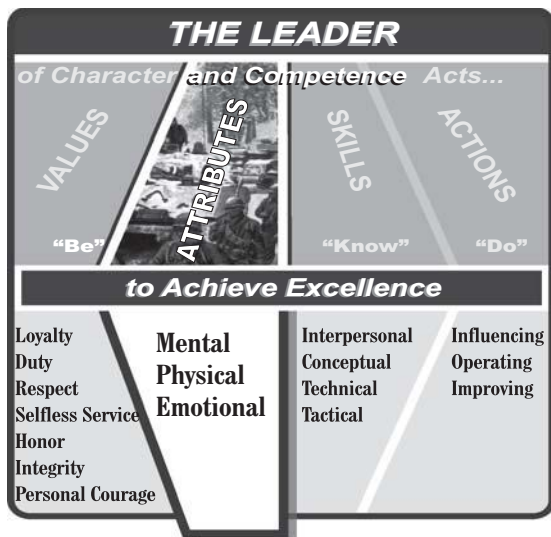 THE LEADER
of Character and Competence Acts...
VALUES
ATTRIBUTES
SKILLS
ACTIONS
“Be”
“Know”
“Do”
to Achieve Excellence
Loyalty
Duty
Respect
Selfless Service
Honor
Integrity
Personal Courage
Mental
Physical
Emotional
Interpersonal
Conceptual
Technical
Tactical
Influencing
Operating
Improving